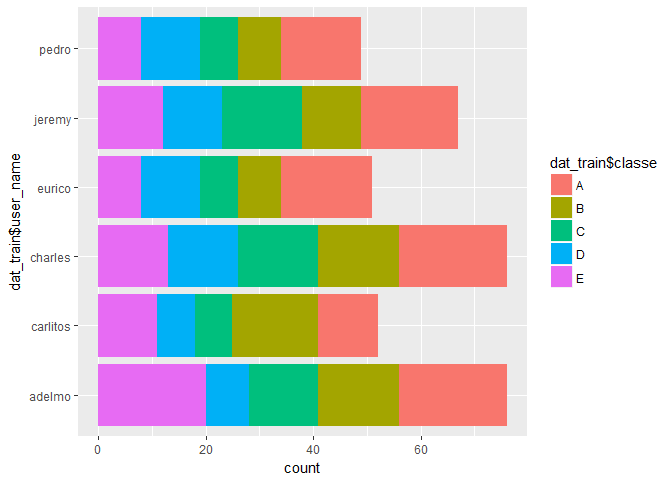 pedro
jeremy
eurico
charles
carlitos
adelmo
dat_train$user_name
0 20 40 60
count
dat_train$classe
A
B
C
D
E